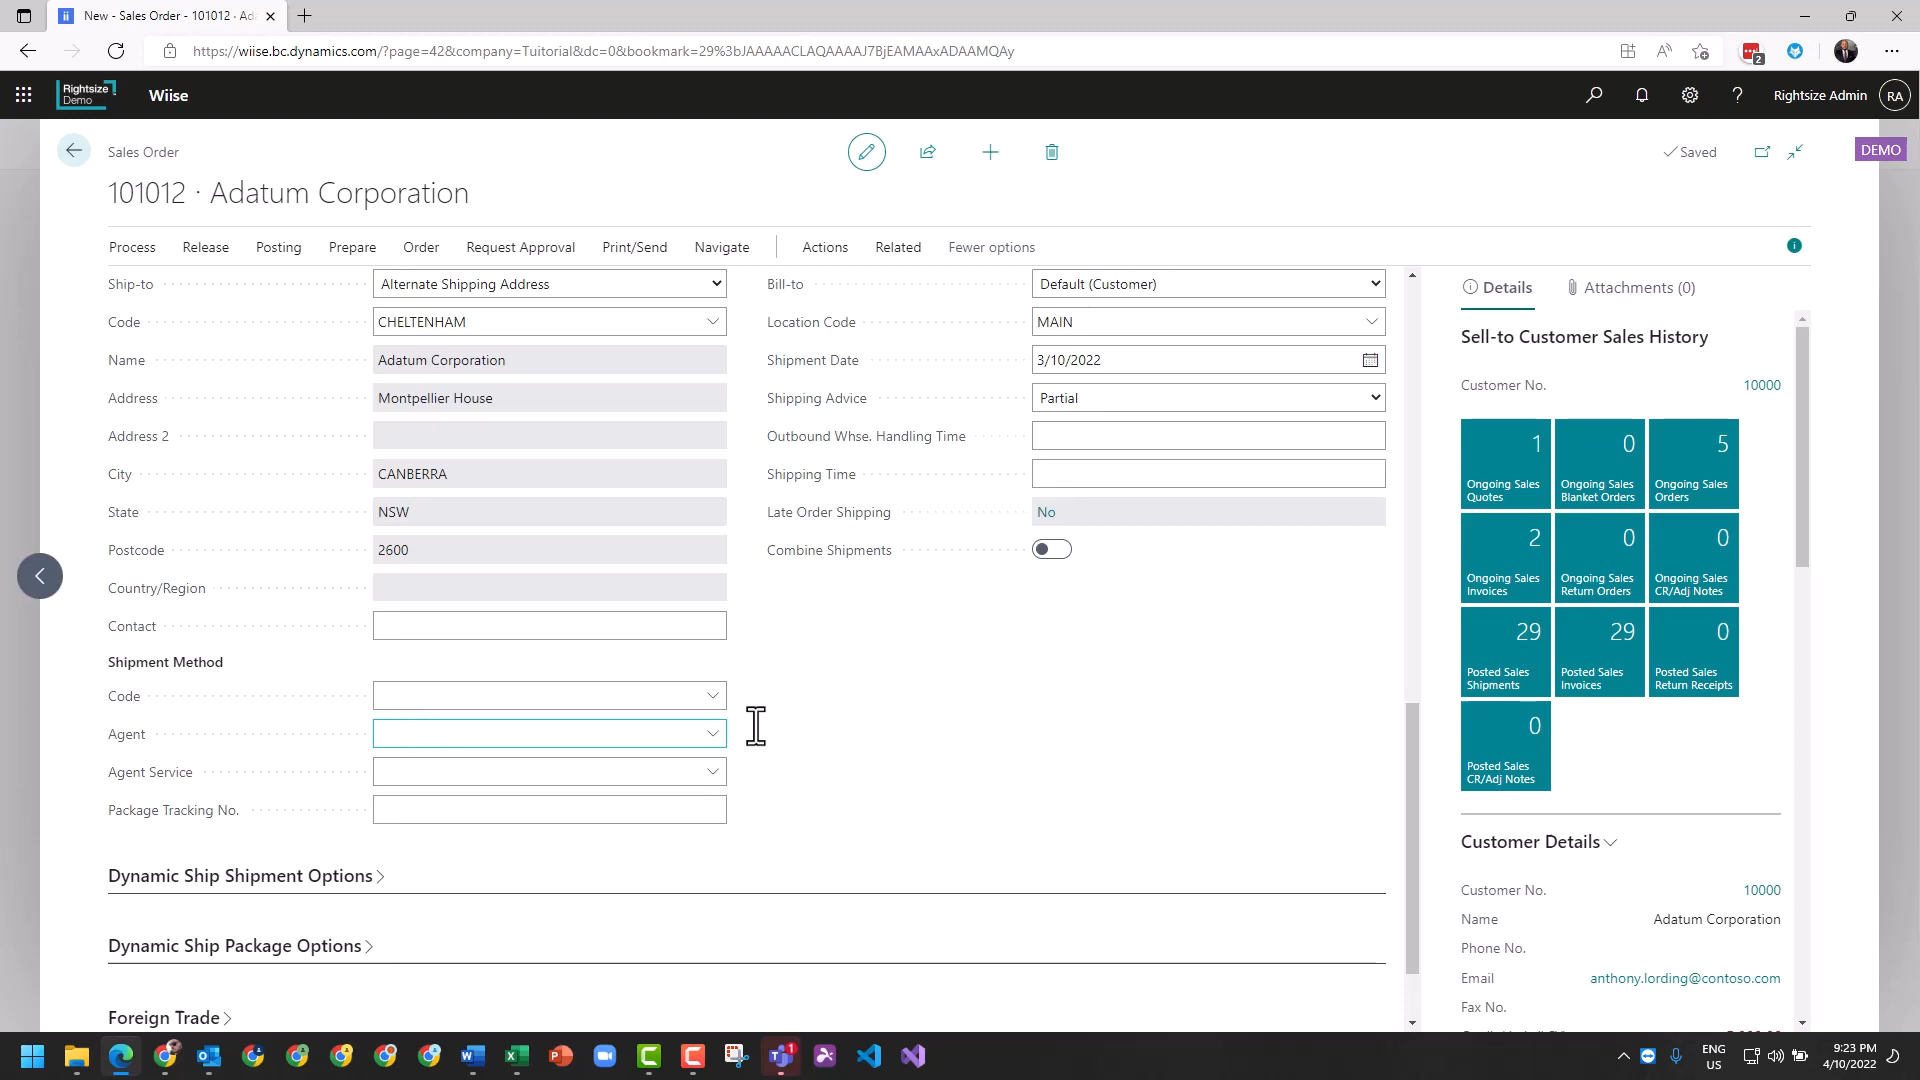 New - Sales Order - 101012 · Ad
https://wiise.bc.dynamics.com/?page=42&company=Tuitorial&dc=0&bookmark=29%3bJAAAAACLAQAAAAJ7BjEAMAAxADAAMQAy
2
Rightsize
Demo
Wiise
Rightsize Admin
RA
Sales Order
Saved
DEMO
101012 · Adatum Corporation
Process Release Posting Prepare Order Request Approval Print/Send Navigate Actions Related Fewer options
Ship-to Alternate Shipping Address
Code CHELTENHAM
Name Adatum Corporation
Address Montpellier House
Address 2
City CANBERRA
State NSW
Postcode 2600
Country/Region
Contact
Shipment Method
Code
Agent
Agent Service
Package Tracking No.
Bill-to Default (Customer)
Location Code MAIN
Shipment Date 3/10/2022
Shipping Advice Partial
Outbound Whse. Handling Time
Shipping Time
Late Order Shipping No
Combine Shipments
Dynamic Ship Shipment Options
Dynamic Ship Package Options
Foreign Trade
Details Attachments (0)
Sell-to Customer Sales History
Customer No. 10000
1
Ongoing Sales
Quotes
0
Ongoing Sales
Blanket Orders
5
Ongoing Sales
Orders
2
Ongoing Sales
Invoices
0
Ongoing Sales
Return Orders
0
Ongoing Sales
CR/Adj Notes
29
Posted Sales
Shipments
29
Posted Sales
Invoices
0
Posted Sales
Return Receipts
0
Posted Sales
CR/Adj Notes
Customer Details
Customer No. 10000
Name Adatum Corporation
Phone No.
Email anthony.lording@contoso.com
Fax No.
1
ENG
US
9:23 PM
4/10/2022